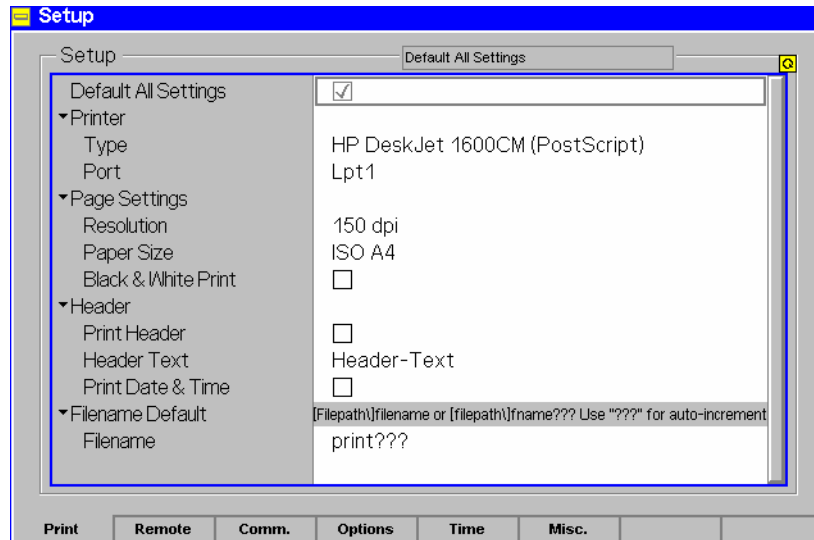 Setup
Setup
Default All Settings
Default All Settings
Printer
Type HP DeskJet 1600CM (PostScript)
Port Lpt1
Page Settings
Resolution 150 dpi
Paper Size ISO A4
Black & White Print
Header
Print Header
Header Text Header-Text
Print Date & Time
Filename Default [Filepath\]filename or [filepath\]fname??? Use "???" for auto-increment
Filename print???
Print Remote Comm. Options Time Misc.